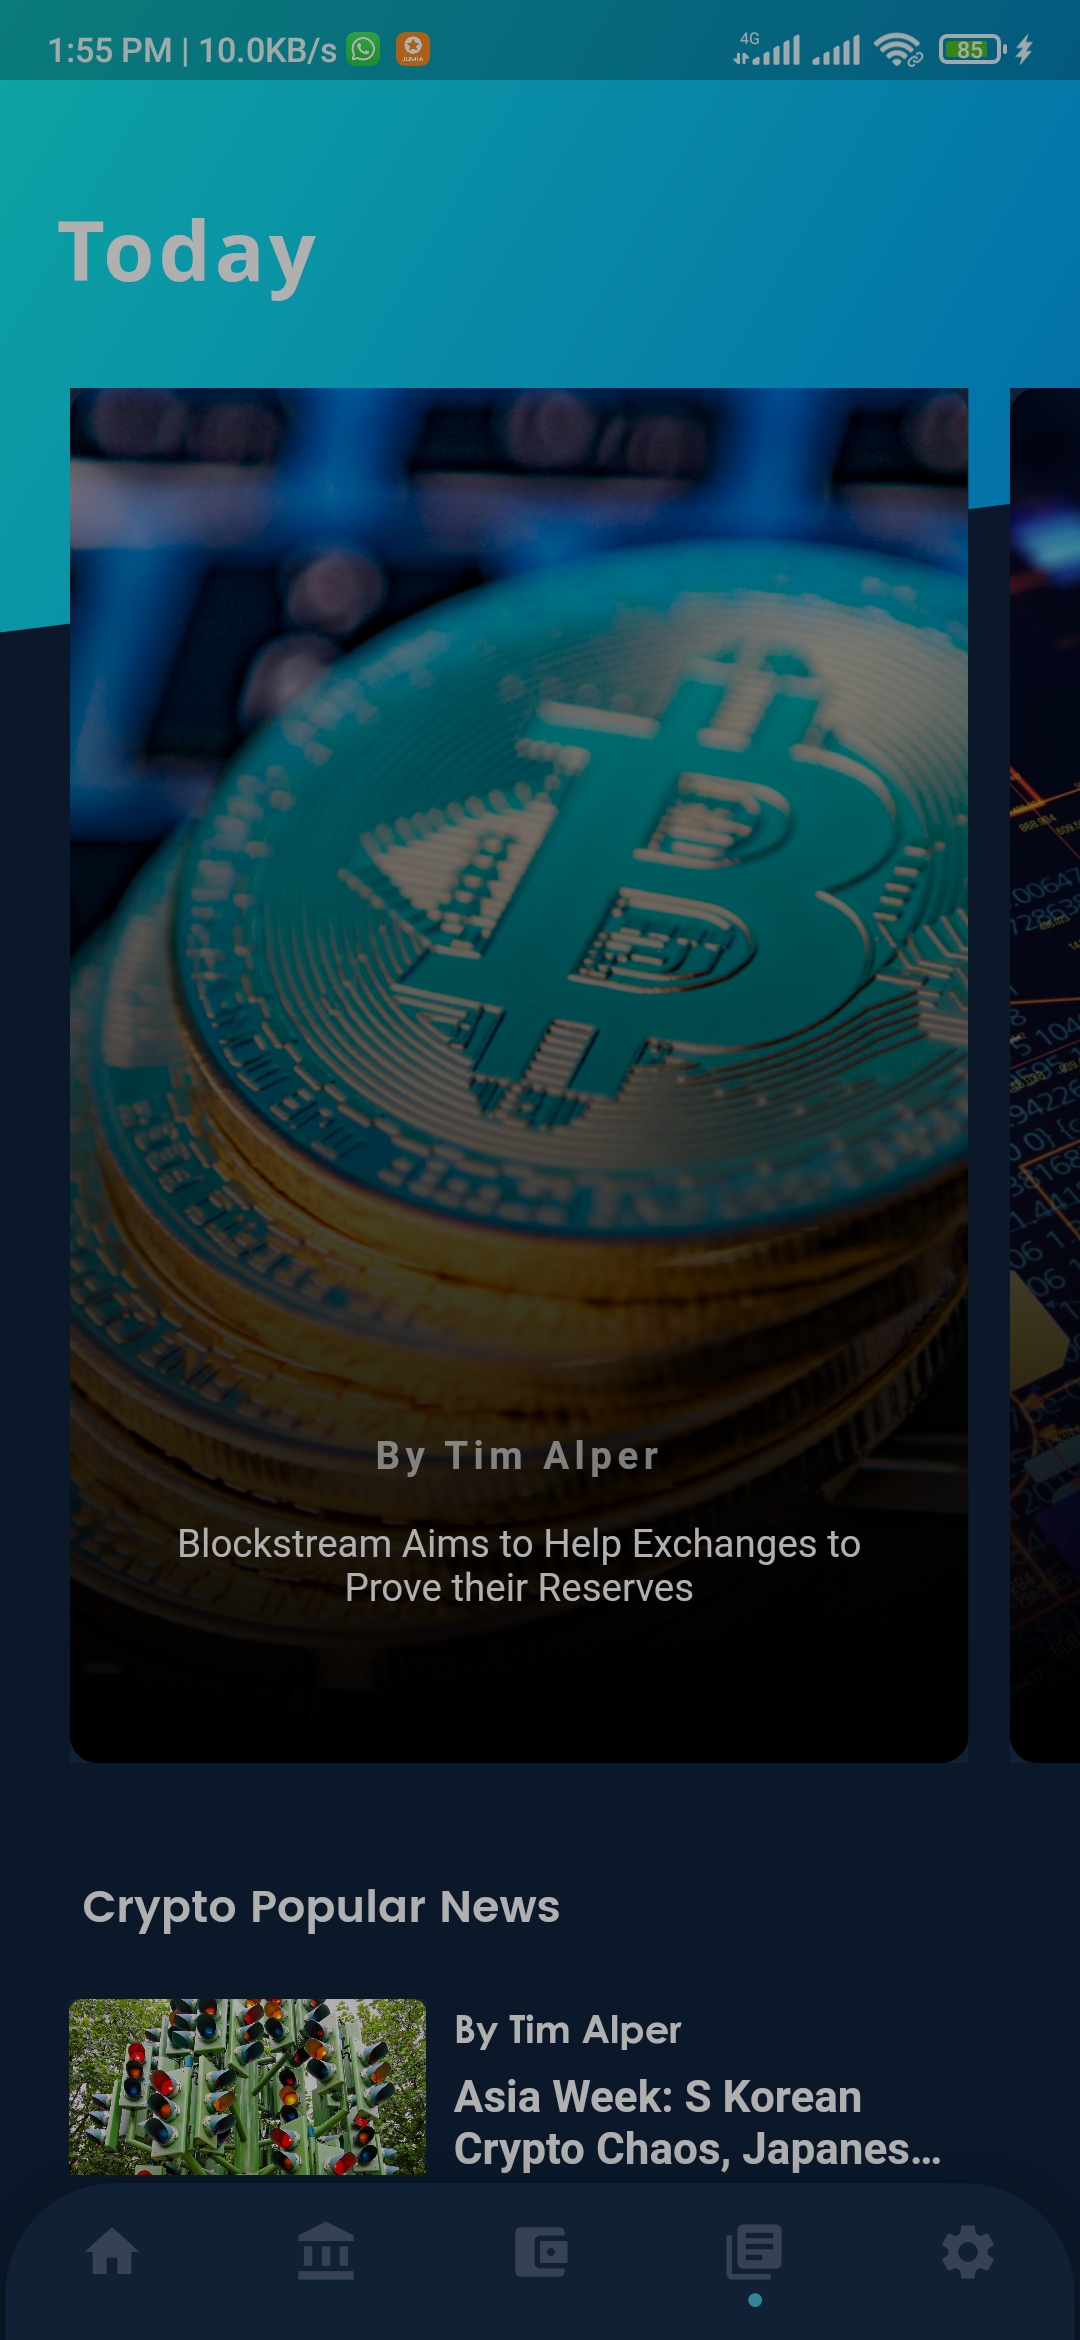 1:55 PM | 10.0KB/s JUMIA 4G 85
Today
By Tim Alper
Blockstream Aims to Help Exchanges to
Prove their Reserves
Crypto Popular News
By Tim Alper
Asia Week: S Korean
Crypto Chaos, Japanes…